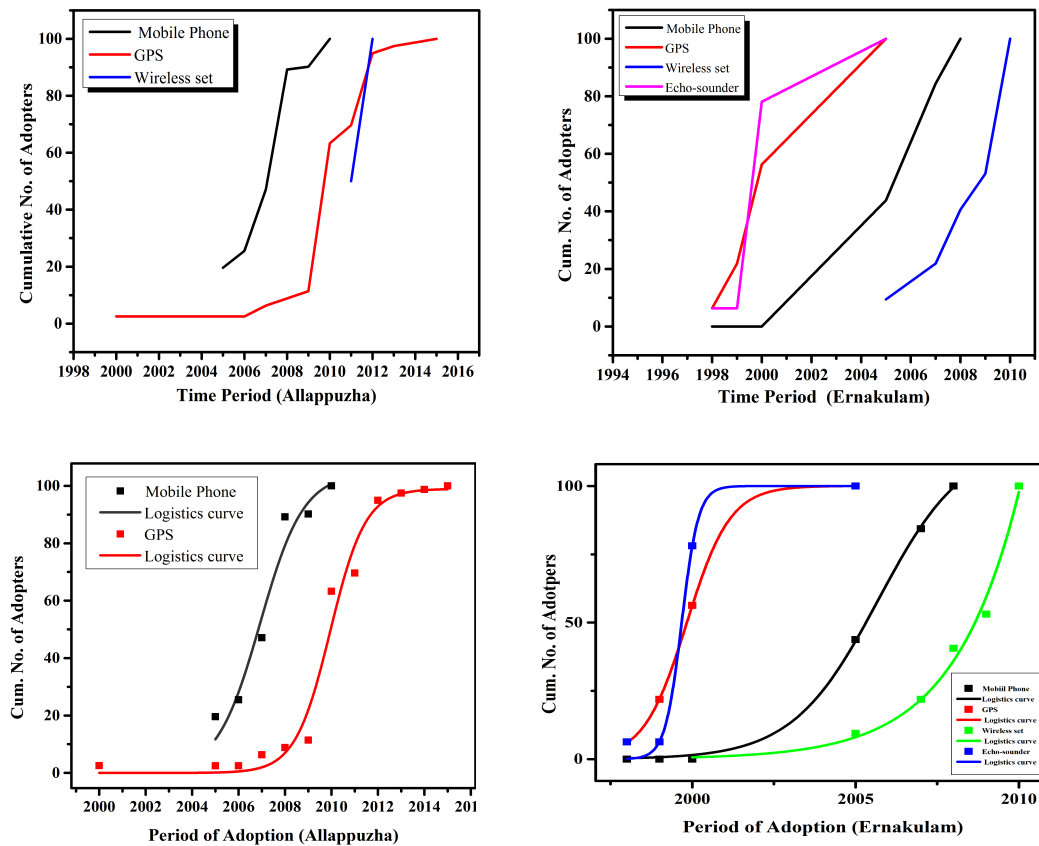 Mobile Phone
GPS
Wireless set
100
80
60
40
20
0
Cumulative No. of Adopters
1998 2000 2002 2004 2006 2008 2010 2012 2014 2016
Time Period (Allappuzha)
Mobile Phone
GPS
Wireless set
Echo-sounder
100
80
60
40
20
0
Cum. No. of Adopters
1994 1996 1998 2000 2002 2004 2006 2008 2010
Time Period (Ernakulam)
Mobile Phone
Logistics curve
GPS
Logistics curve
100
80
60
40
20
0
Cum. No. of Adopters
2000 2002 2004 2006 2008 2010 2012 2014 201
Period of Adoption (Allappuzha)
100
50
0
Cum. No. of Adotpers
Mobiil Phone
Logistics curve
GPS
Logistics curve
Wireless set
Logistics curve
Echo-sounder
Logistics curve
2000 2005 2010
Period of Adoption (Ernakulam)